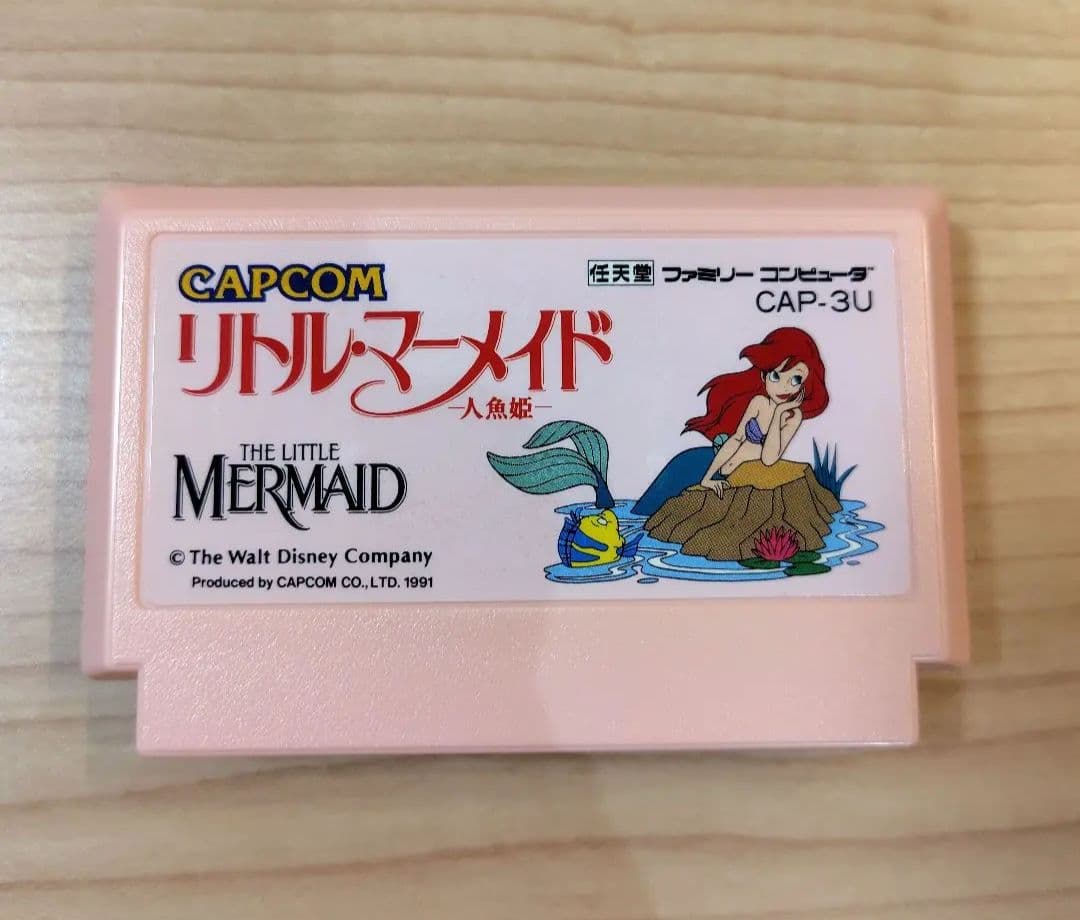 CAPCOM
任天堂 ファミリー コンピュータ™
CAP-3U
リトル・マーメイド
─人魚姫─
THE LITTLE
MERMAID
© The Walt Disney Company
Produced by CAPCOM CO., LTD. 1991